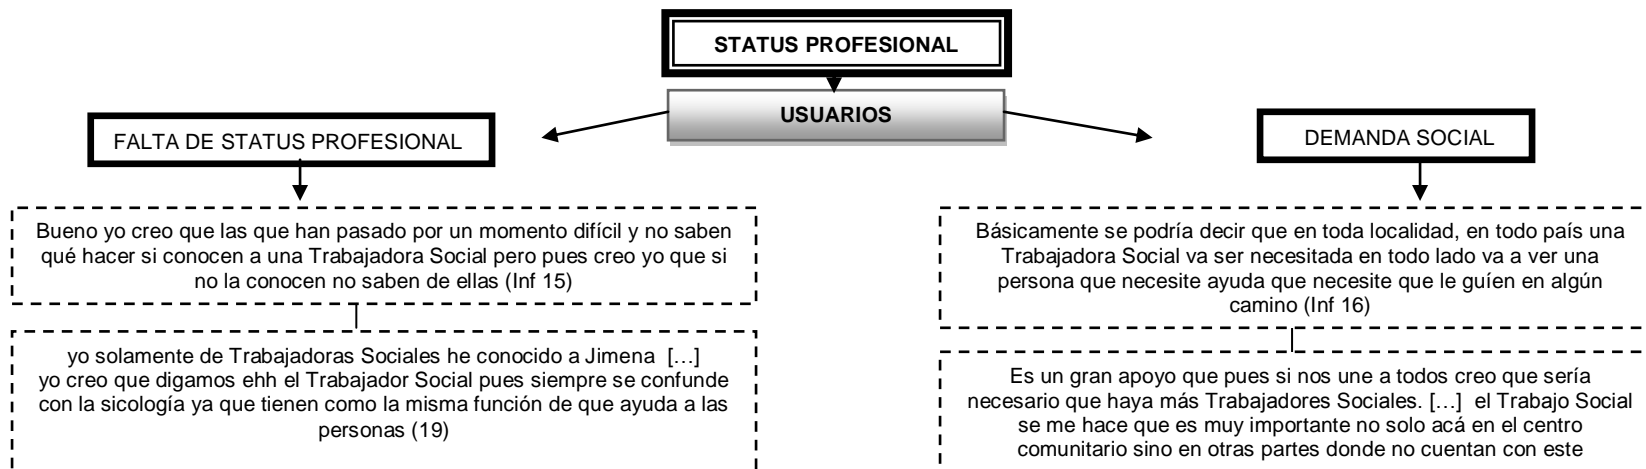 STATUS PROFESIONAL
USUARIOS
FALTA DE STATUS PROFESIONAL
Bueno yo creo que las que han pasado por un momento difícil y no saben
qué hacer si conocen a una Trabajadora Social pero pues creo yo que si
no la conocen no saben de ellas (Inf 15)
yo solamente de Trabajadoras Sociales he conocido a Jimena […]
yo creo que digamos ehh el Trabajador Social pues siempre se confunde
con la sicología ya que tienen como la misma función de que ayuda a las
personas (19)
DEMANDA SOCIAL
Básicamente se podría decir que en toda localidad, en todo país una
Trabajadora Social va ser necesitada en todo lado va a ver una
persona que necesite ayuda que necesite que le guíen en algún
camino (Inf 16)
Es un gran apoyo que pues si nos une a todos creo que sería
necesario que haya más Trabajadores Sociales. […] el Trabajo Social
se me hace que es muy importante no solo acá en el centro
comunitario sino en otras partes donde no cuentan con este